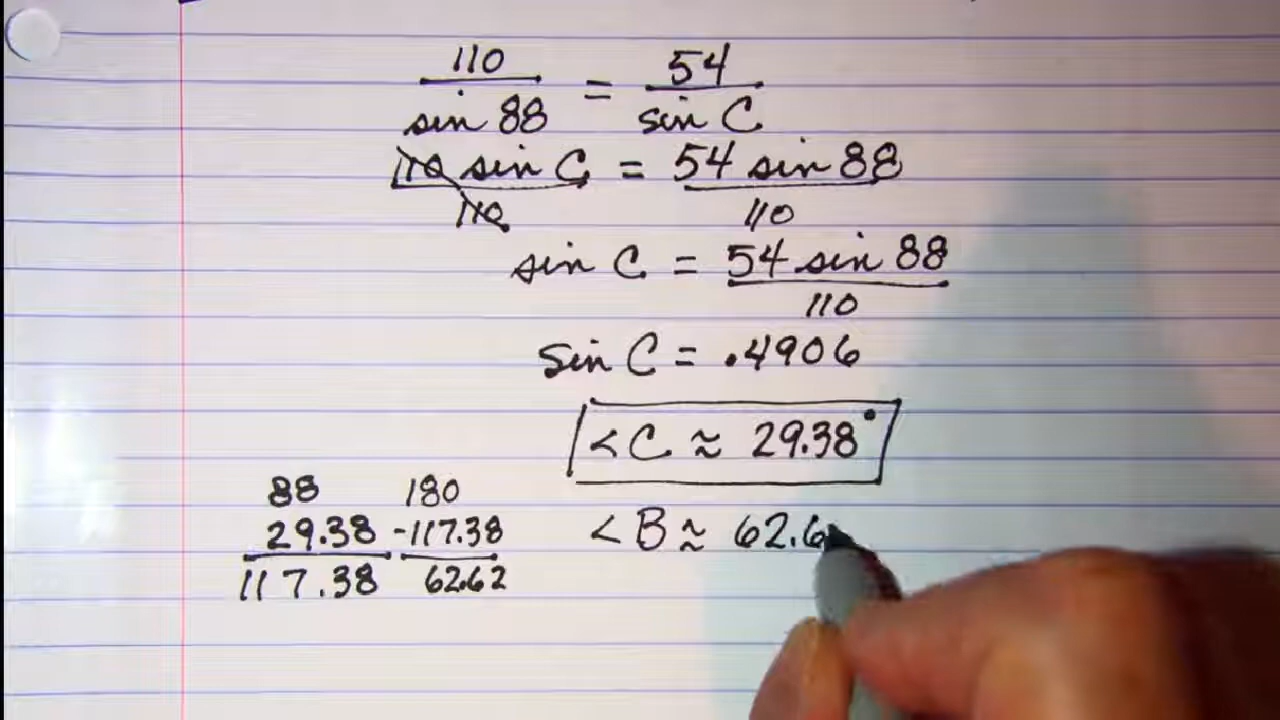 110 = 54
sin 88 sin C
110 sin C = 54 sin 88
110 110
sin C = 54 sin 88
110
sin C = .4906
<C ≈ 29.38°
88 180
29.38 -117.38 <B ≈ 62.6
117.38 62.62